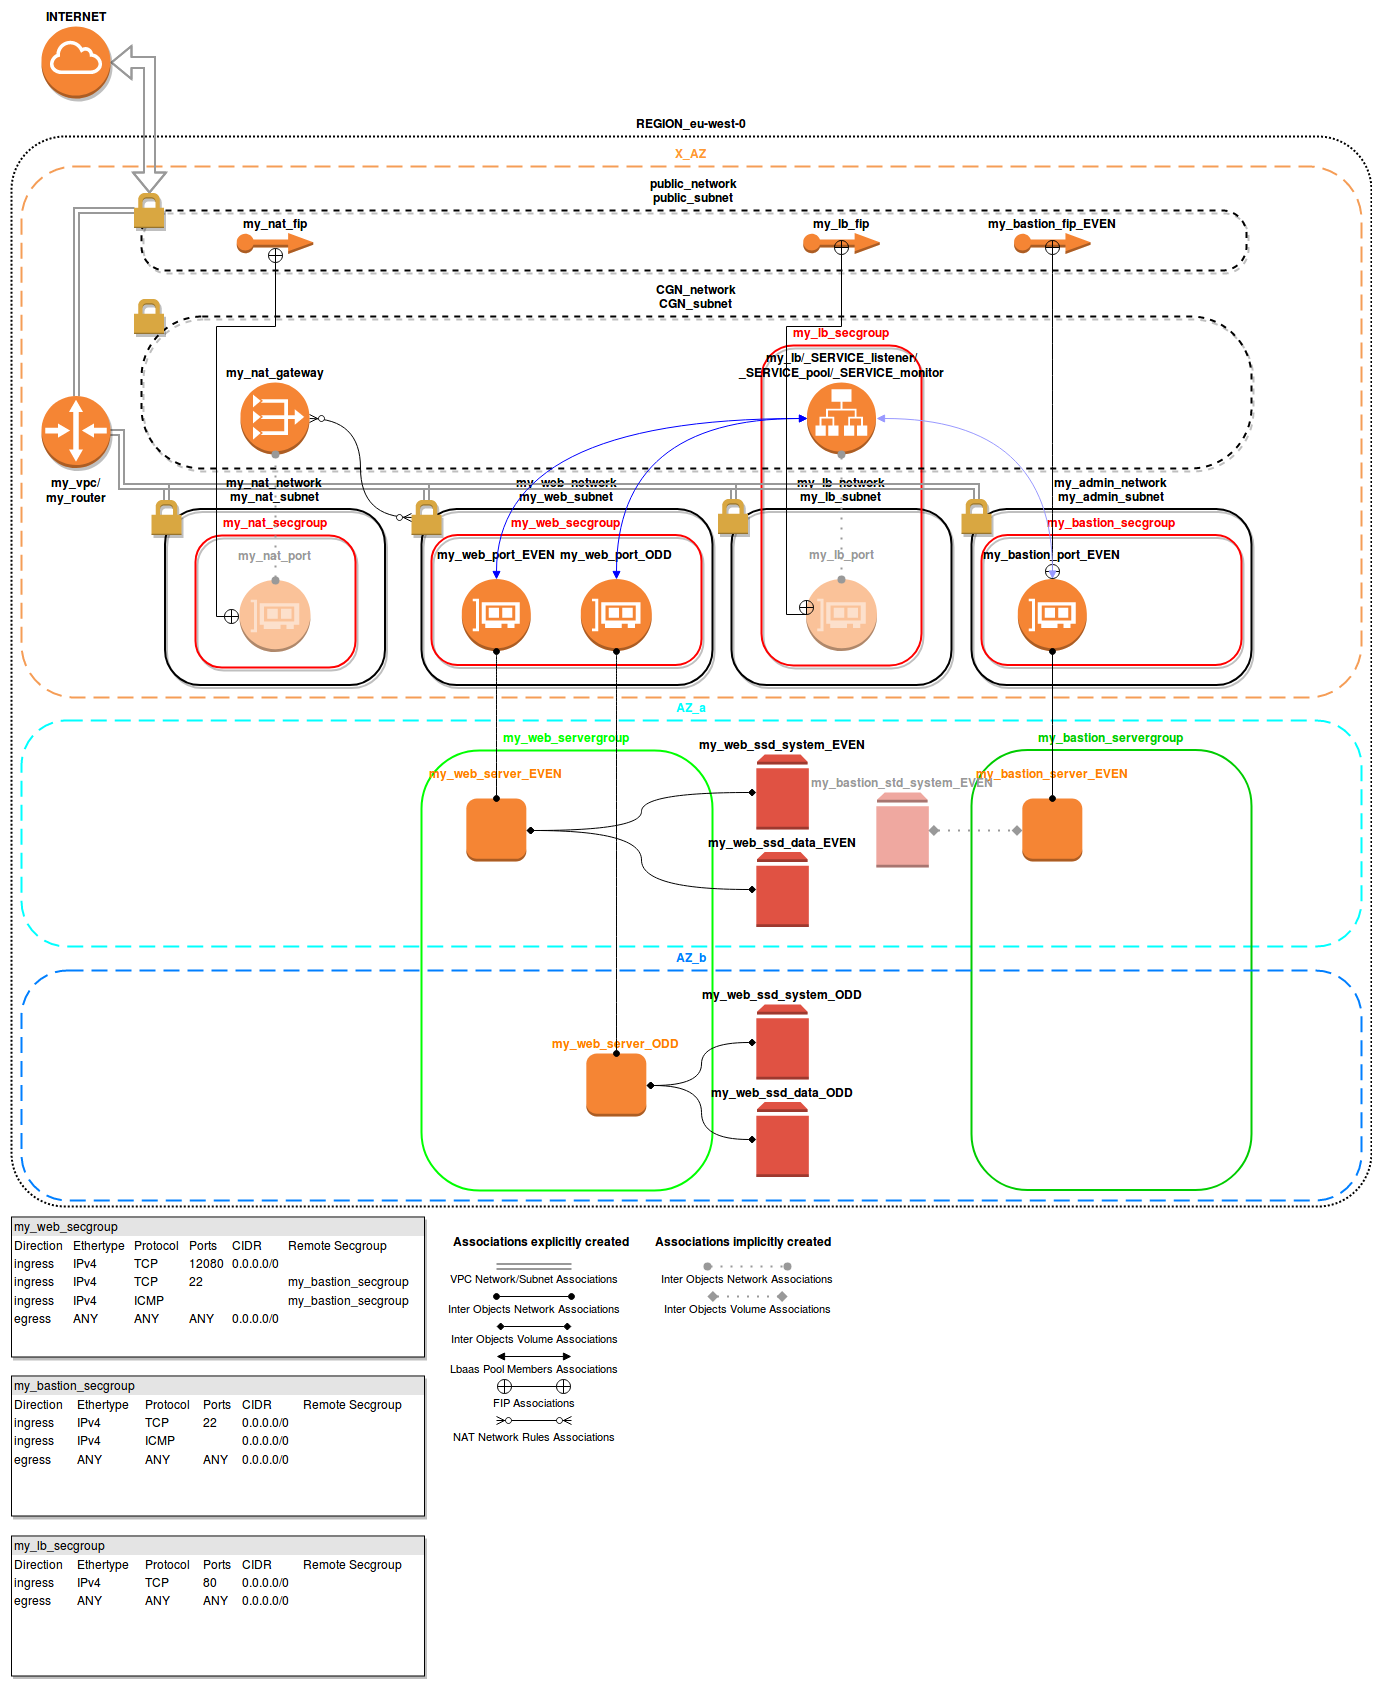 INTERNET
REGION_eu-west-0
X_AZ
public_network
public_subnet
my_nat_fip
my_lb_fip
my_bastion_fip_EVEN
CGN_network
CGN_subnet
my_lb_secgroup
my_lb/_SERVICE_listener/
_SERVICE_pool/_SERVICE_monitor
my_nat_gateway
my_vpc/
my_router
my_nat_network
my_nat_subnet
my_web_network
my_web_subnet
my_lb_network
my_lb_subnet
my_admin_network
my_admin_subnet
my_nat_secgroup
my_web_secgroup
my_bastion_secgroup
my_nat_port
my_web_port_EVEN
my_web_port_ODD
my_lb_port
my_bastion_port_EVEN
AZ_a
my_web_servergroup
my_bastion_servergroup
my_web_ssd_system_EVEN
my_web_server_EVEN
my_bastion_std_system_EVEN
my_bastion_server_EVEN
my_web_ssd_data_EVEN
AZ_b
my_web_ssd_system_ODD
my_web_server_ODD
my_web_ssd_data_ODD
my_web_secgroup
Direction Ethertype Protocol Ports CIDR Remote Secgroup
ingress IPv4 TCP 12080 0.0.0.0/0
ingress IPv4 TCP 22 my_bastion_secgroup
ingress IPv4 ICMP my_bastion_secgroup
egress ANY ANY ANY 0.0.0.0/0
my_bastion_secgroup
Direction Ethertype Protocol Ports CIDR Remote Secgroup
ingress IPv4 TCP 22 0.0.0.0/0
ingress IPv4 ICMP 0.0.0.0/0
egress ANY ANY ANY 0.0.0.0/0
my_lb_secgroup
Direction Ethertype Protocol Ports CIDR Remote Secgroup
ingress IPv4 TCP 80 0.0.0.0/0
egress ANY ANY ANY 0.0.0.0/0
Associations explicitly created
VPC Network/Subnet Associations
Inter Objects Network Associations
Inter Objects Volume Associations
Lbaas Pool Members Associations
FIP Associations
NAT Network Rules Associations
Associations implicitly created
Inter Objects Network Associations
Inter Objects Volume Associations